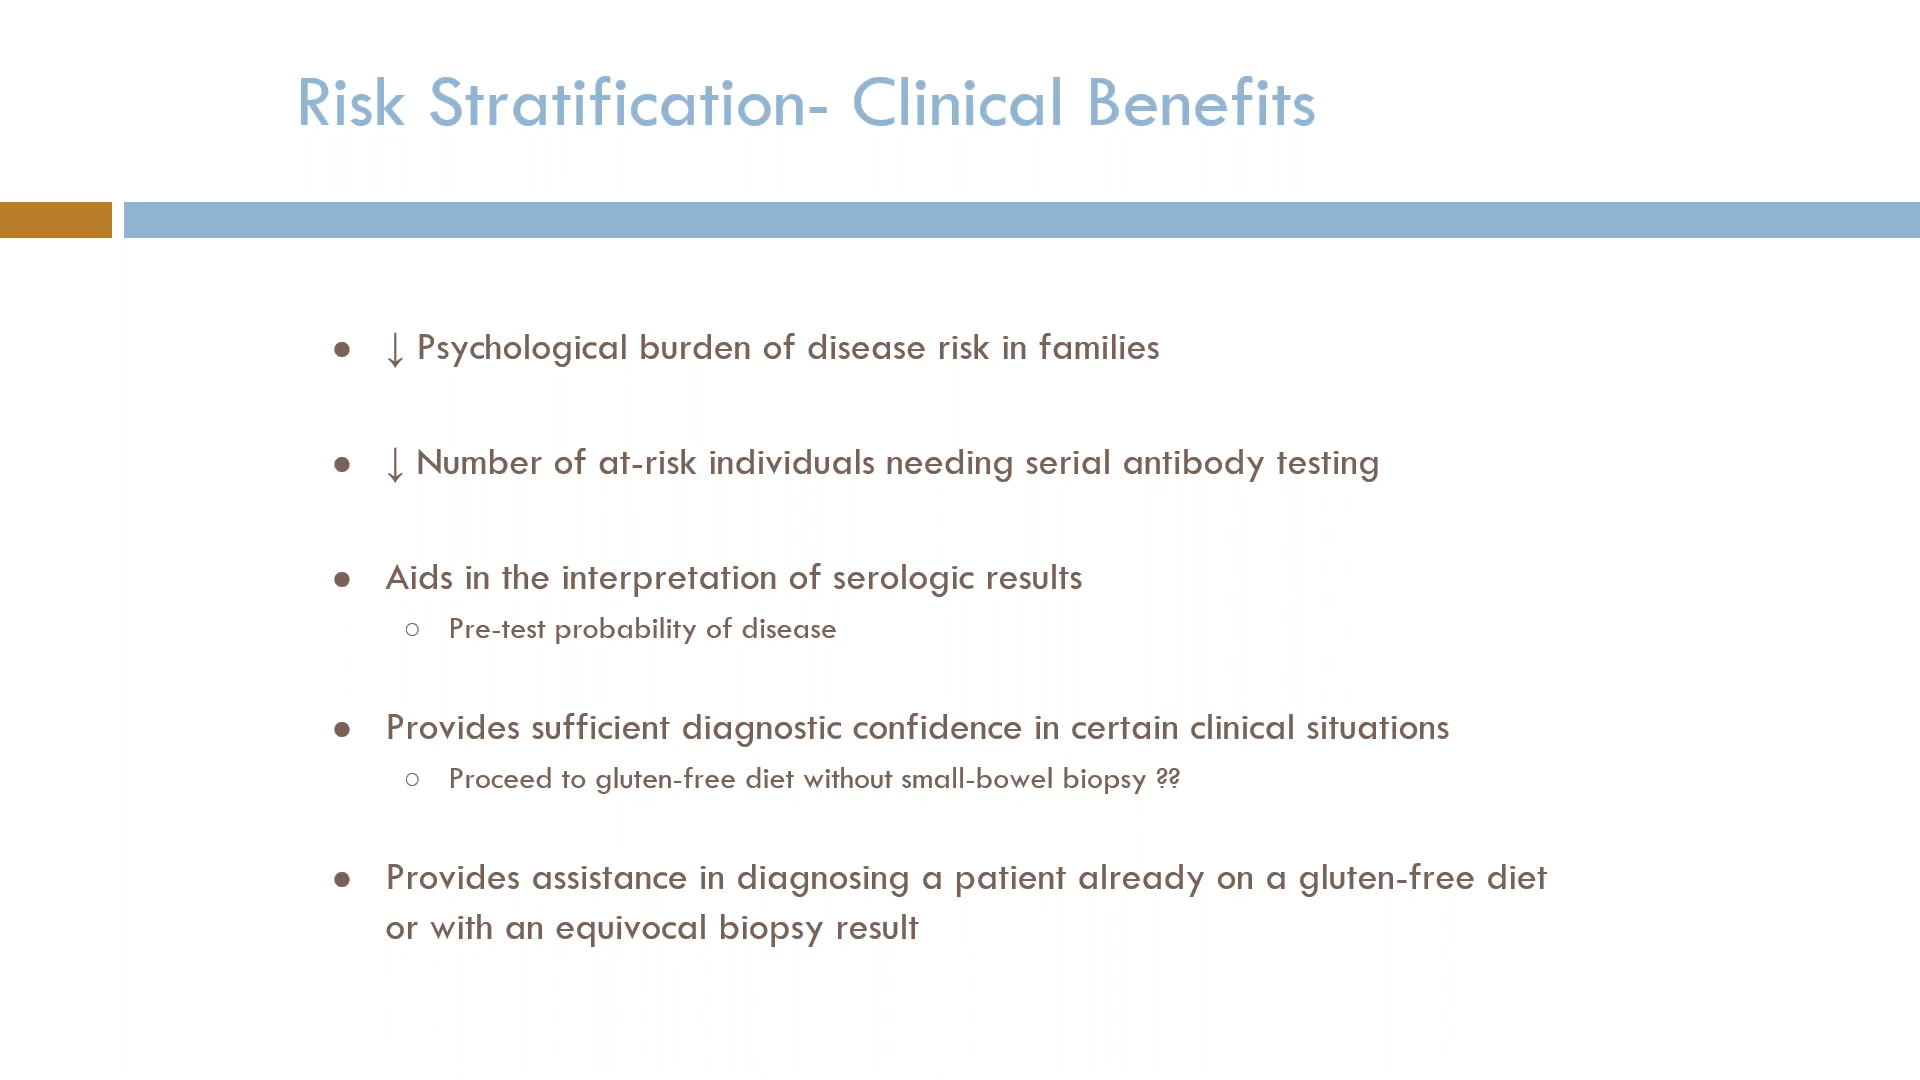 Risk Stratification- Clinical Benefits
● ↓ Psychological burden of disease risk in families
● ↓ Number of at-risk individuals needing serial antibody testing
● Aids in the interpretation of serologic results
○ Pre-test probability of disease
● Provides sufficient diagnostic confidence in certain clinical situations
○ Proceed to gluten-free diet without small-bowel biopsy ??
● Provides assistance in diagnosing a patient already on a gluten-free diet
or with an equivocal biopsy result